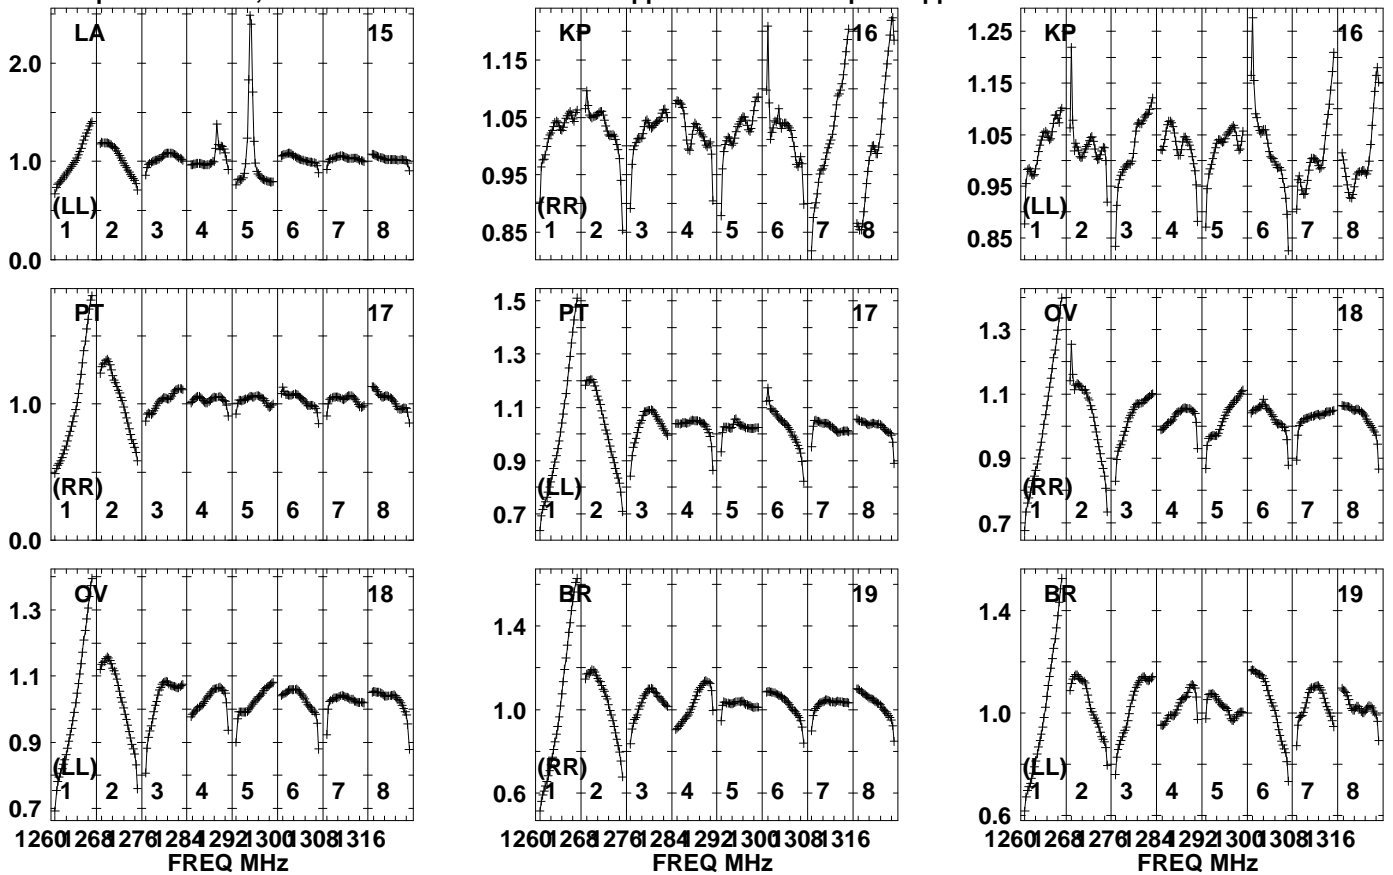 LA 15
2.0
1.0
0.0
(LL)
1 2 3 4 5 6 7 8
KP 16
1.15
1.05
0.95
0.85
(RR)
1 2 3 4 5 6 7 8
KP 16
1.25
1.15
1.05
0.95
0.85
(LL)
1 2 3 4 5 6 7 8
PT 17
1.0
0.0
(RR)
1 2 3 4 5 6 7 8
PT 17
1.5
1.3
1.1
0.9
0.7
(LL)
1 2 3 4 5 6 7 8
OV 18
1.3
1.1
0.9
0.7
(RR)
1 2 3 4 5 6 7 8
OV 18
1.3
1.1
0.9
0.7
(LL)
1 2 3 4 5 6 7 8
1260 1268 1276 1284 1292 1300 1308 1316
FREQ MHz
BR 19
1.4
1.0
0.6
(RR)
1 2 3 4 5 6 7 8
1260 1268 1276 1284 1292 1300 1308 1316
FREQ MHz
BR 19
1.4
1.0
0.6
(LL)
1 2 3 4 5 6 7 8
1260 1268 1276 1284 1292 1300 1308 1316
FREQ MHz